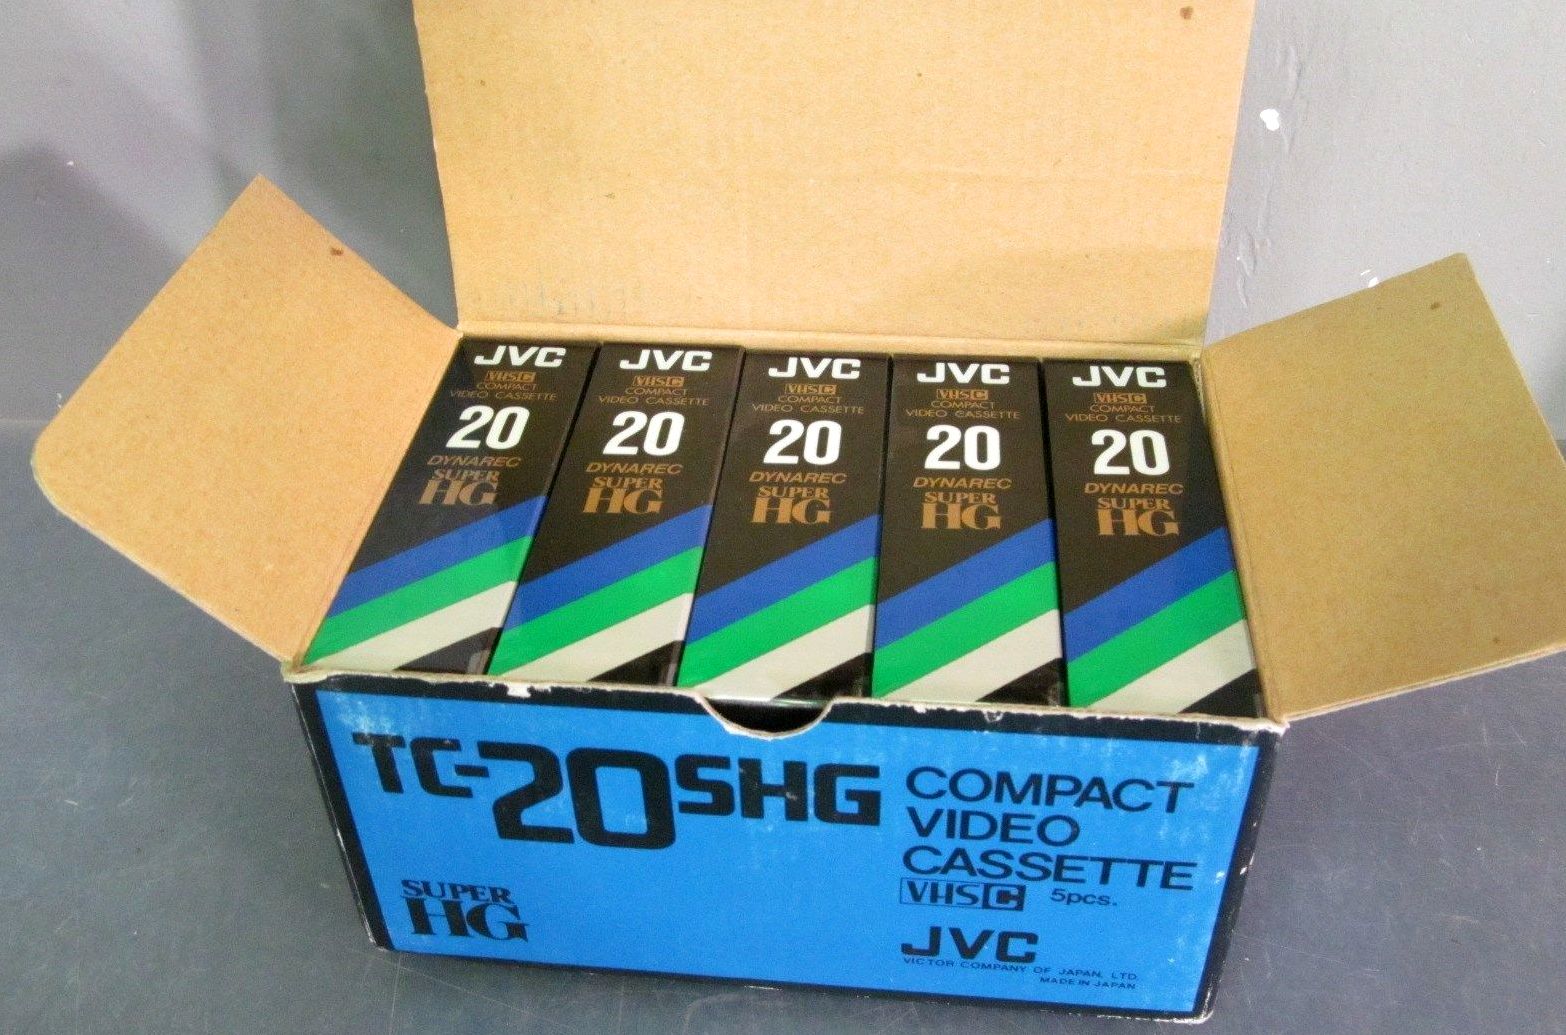 JVC
VHS C
COMPACT
VIDEO CASSETTE
20
DYNAREC
SUPER
HG
JVC
VHS C
COMPACT
VIDEO CASSETTE
20
DYNAREC
SUPER
HG
JVC
VHS C
COMPACT
VIDEO CASSETTE
20
DYNAREC
SUPER
HG
JVC
VHS C
COMPACT
VIDEO CASSETTE
20
DYNAREC
SUPER
HG
JVC
VHS C
COMPACT
VIDEO CASSETTE
20
DYNAREC
SUPER
HG
TC-20SHG
COMPACT
VIDEO
CASSETTE
VHS C 5pcs.
SUPER
HG
JVC
VICTOR COMPANY OF JAPAN, LTD.
MADE IN JAPAN